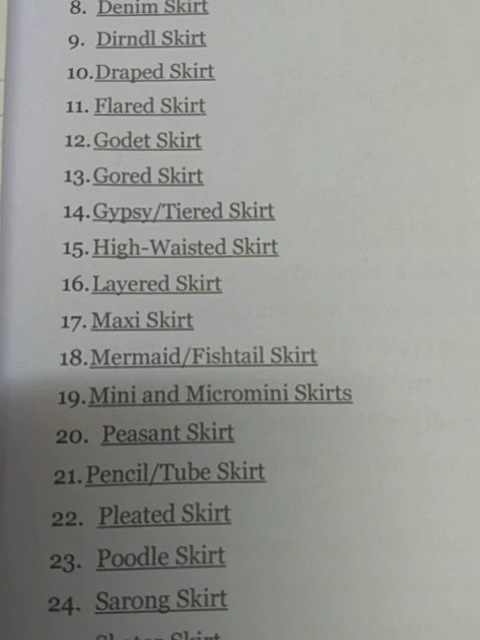 8. Denim Skirt
9. Dirndl Skirt
10. Draped Skirt
11. Flared Skirt
12. Godet Skirt
13. Gored Skirt
14. Gypsy/Tiered Skirt
15. High-Waisted Skirt
16. Layered Skirt
17. Maxi Skirt
18. Mermaid/Fishtail Skirt
19. Mini and Micromini Skirts
20. Peasant Skirt
21. Pencil/Tube Skirt
22. Pleated Skirt
23. Poodle Skirt
24. Sarong Skirt
Skirt